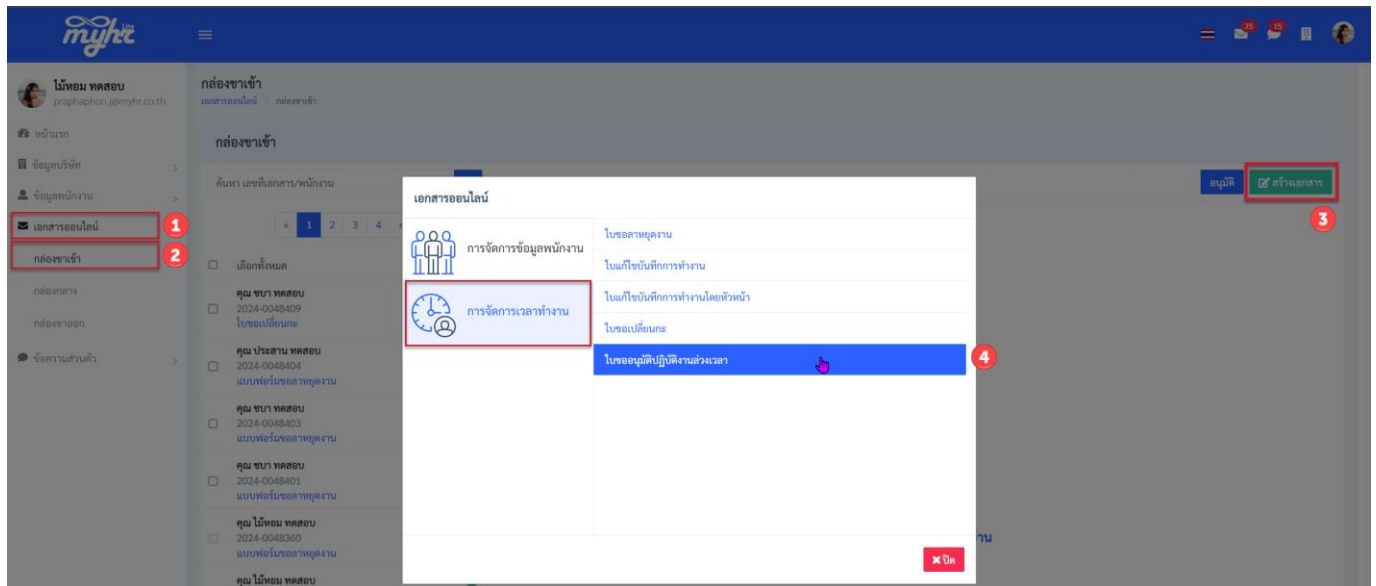 myhr Lite
25 15
ไม้หอม ทดสอบ
praphaphon.j@myhr.co.th
หน้าแรก
ข้อมูลบริษัท
ข้อมูลพนักงาน
เอกสารออนไลน์ 1
กล่องขาเข้า 2
กล่องกลาง
กล่องขาออก
ข้อความส่วนตัว
กล่องขาเข้า
เอกสารออนไลน์ กล่องขาเข้า
กล่องขาเข้า
ค้นหา เลขที่เอกสาร/พนักงาน
อนุมัติ
สร้างเอกสาร
3
« 1 2 3 4
เลือกทั้งหมด
คุณ ชบา ทดสอบ
2024-0048409
ใบขอเปลี่ยนกะ
คุณ ประสาน ทดสอบ
2024-0048404
แบบฟอร์มขอลาหยุดงาน
คุณ ชบา ทดสอบ
2024-0048403
แบบฟอร์มขอลาหยุดงาน
คุณ ชบา ทดสอบ
2024-0048401
แบบฟอร์มขอลาหยุดงาน
คุณ ไม้หอม ทดสอบ
2024-0048360
แบบฟอร์มขอลาหยุดงาน
คุณ ไม้หอม ทดสอบ
เอกสารออนไลน์
การจัดการข้อมูลพนักงาน
การจัดการเวลาทำงาน
ใบขอลาหยุดงาน
ใบแก้ไขบันทึกการทำงาน
ใบแก้ไขบันทึกการทำงานโดยหัวหน้า
ใบขอเปลี่ยนกะ
ใบขออนุมัติปฏิบัติงานล่วงเวลา 4
ปิด